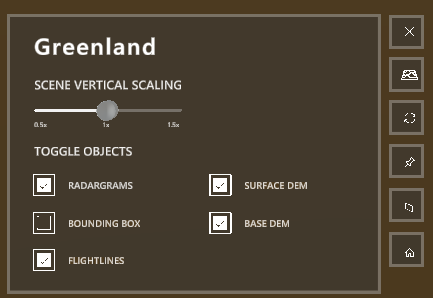 Greenland
SCENE VERTICAL SCALING
0.5x 1x 1.5x
TOGGLE OBJECTS
RADARGRAMS SURFACE DEM
BOUNDING BOX BASE DEM
FLIGHTLINES